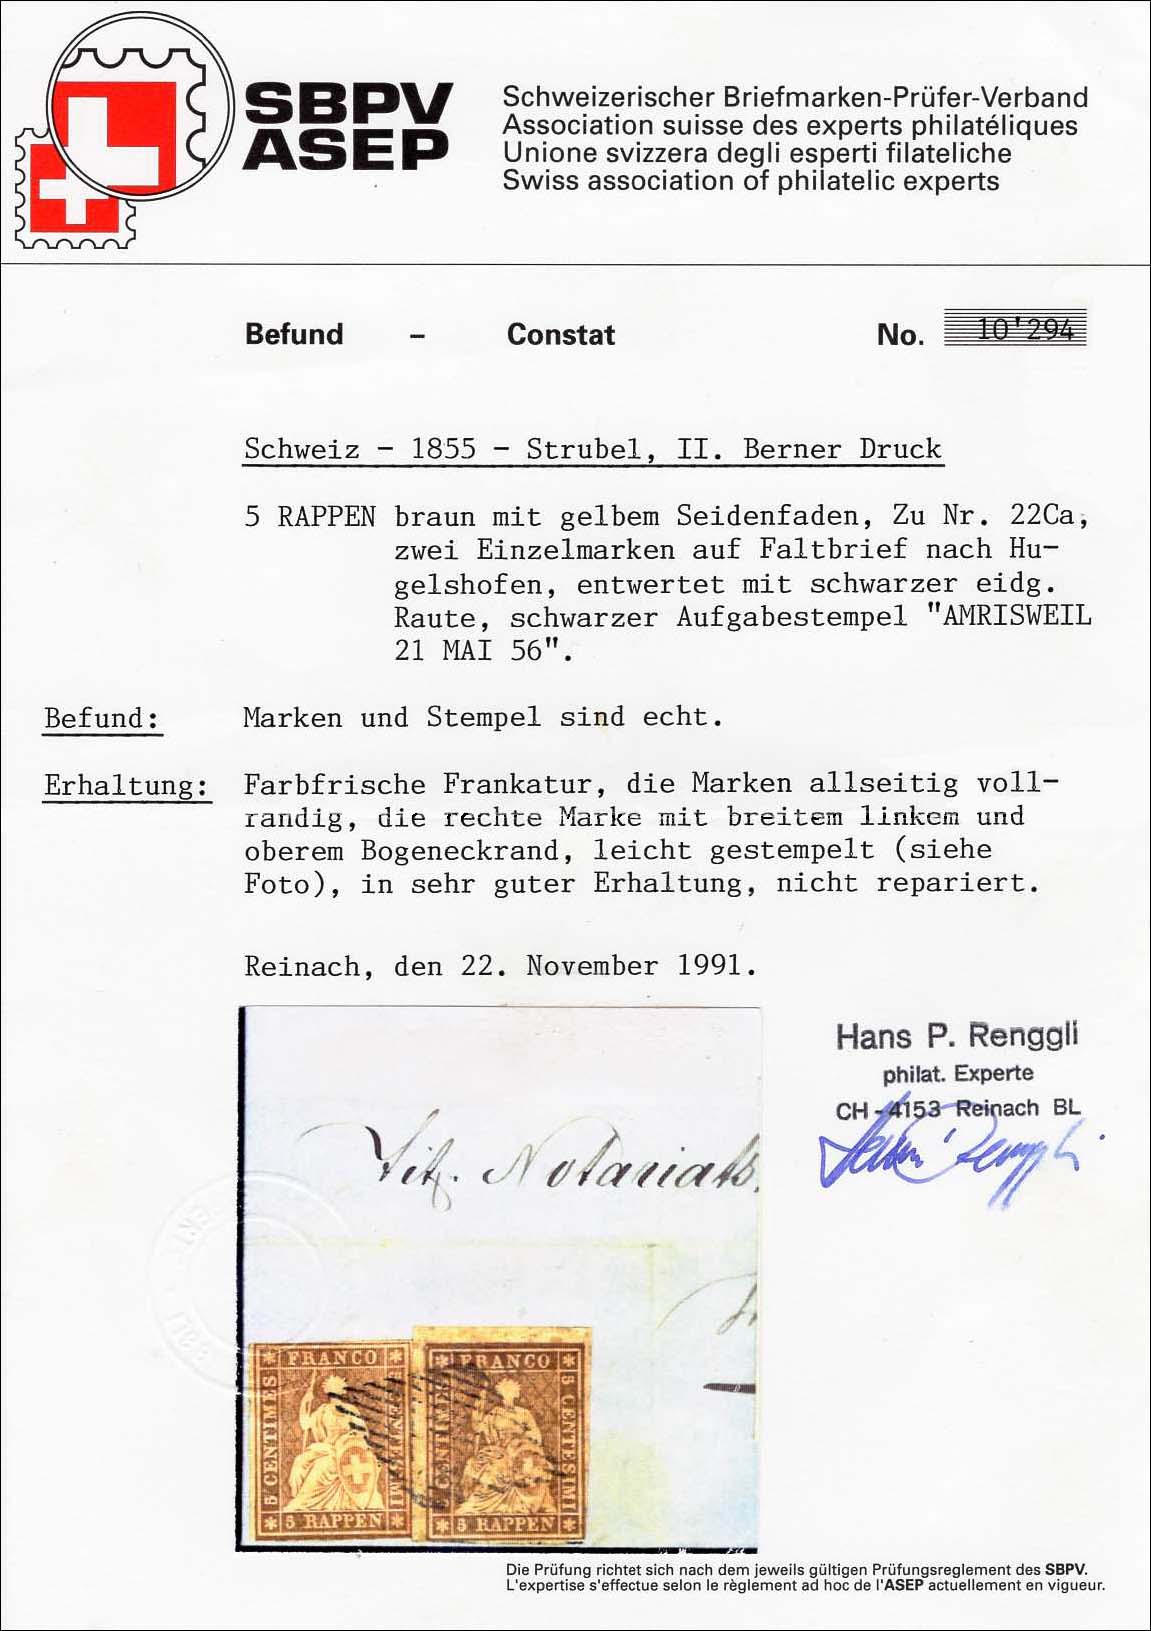 SBPV
ASEP
Schweizerischer Briefmarken-Prüfer-Verband
Association suisse des experts philatéliques
Unione svizzera degli esperti filateliche
Swiss association of philatelic experts
Befund – Constat No. 10'294
Schweiz - 1855 - Strubel, II. Berner Druck
5 RAPPEN braun mit gelbem Seidenfaden, Zu Nr. 22Ca,
zwei Einzelmarken auf Faltbrief nach Hu-
gelshofen, entwertet mit schwarzer eidg.
Raute, schwarzer Aufgabestempel "AMRISWEIL
21 MAI 56".
Befund: Marken und Stempel sind echt.
Erhaltung: Farbfrische Frankatur, die Marken allseitig voll-
randig, die rechte Marke mit breitem linkem und
oberem Bogeneckrand, leicht gestempelt (siehe
Foto), in sehr guter Erhaltung, nicht repariert.
Reinach, den 22. November 1991.
Hans P. Renggli
philat. Experte
CH-4153 Reinach BL
Hans Renggli
Tit. Notariats
FRANCO
5 CENTIMES
CENTESIMI
5 RAPPEN
FRANCO
CENTIMES
5 CENTESIMI
5 RAPPEN
Die Prüfung richtet sich nach dem jeweils gültigen Prüfungsreglement des SBPV.
L'expertise s'effectue selon le règlement ad hoc de l'ASEP actuellement en vigueur.